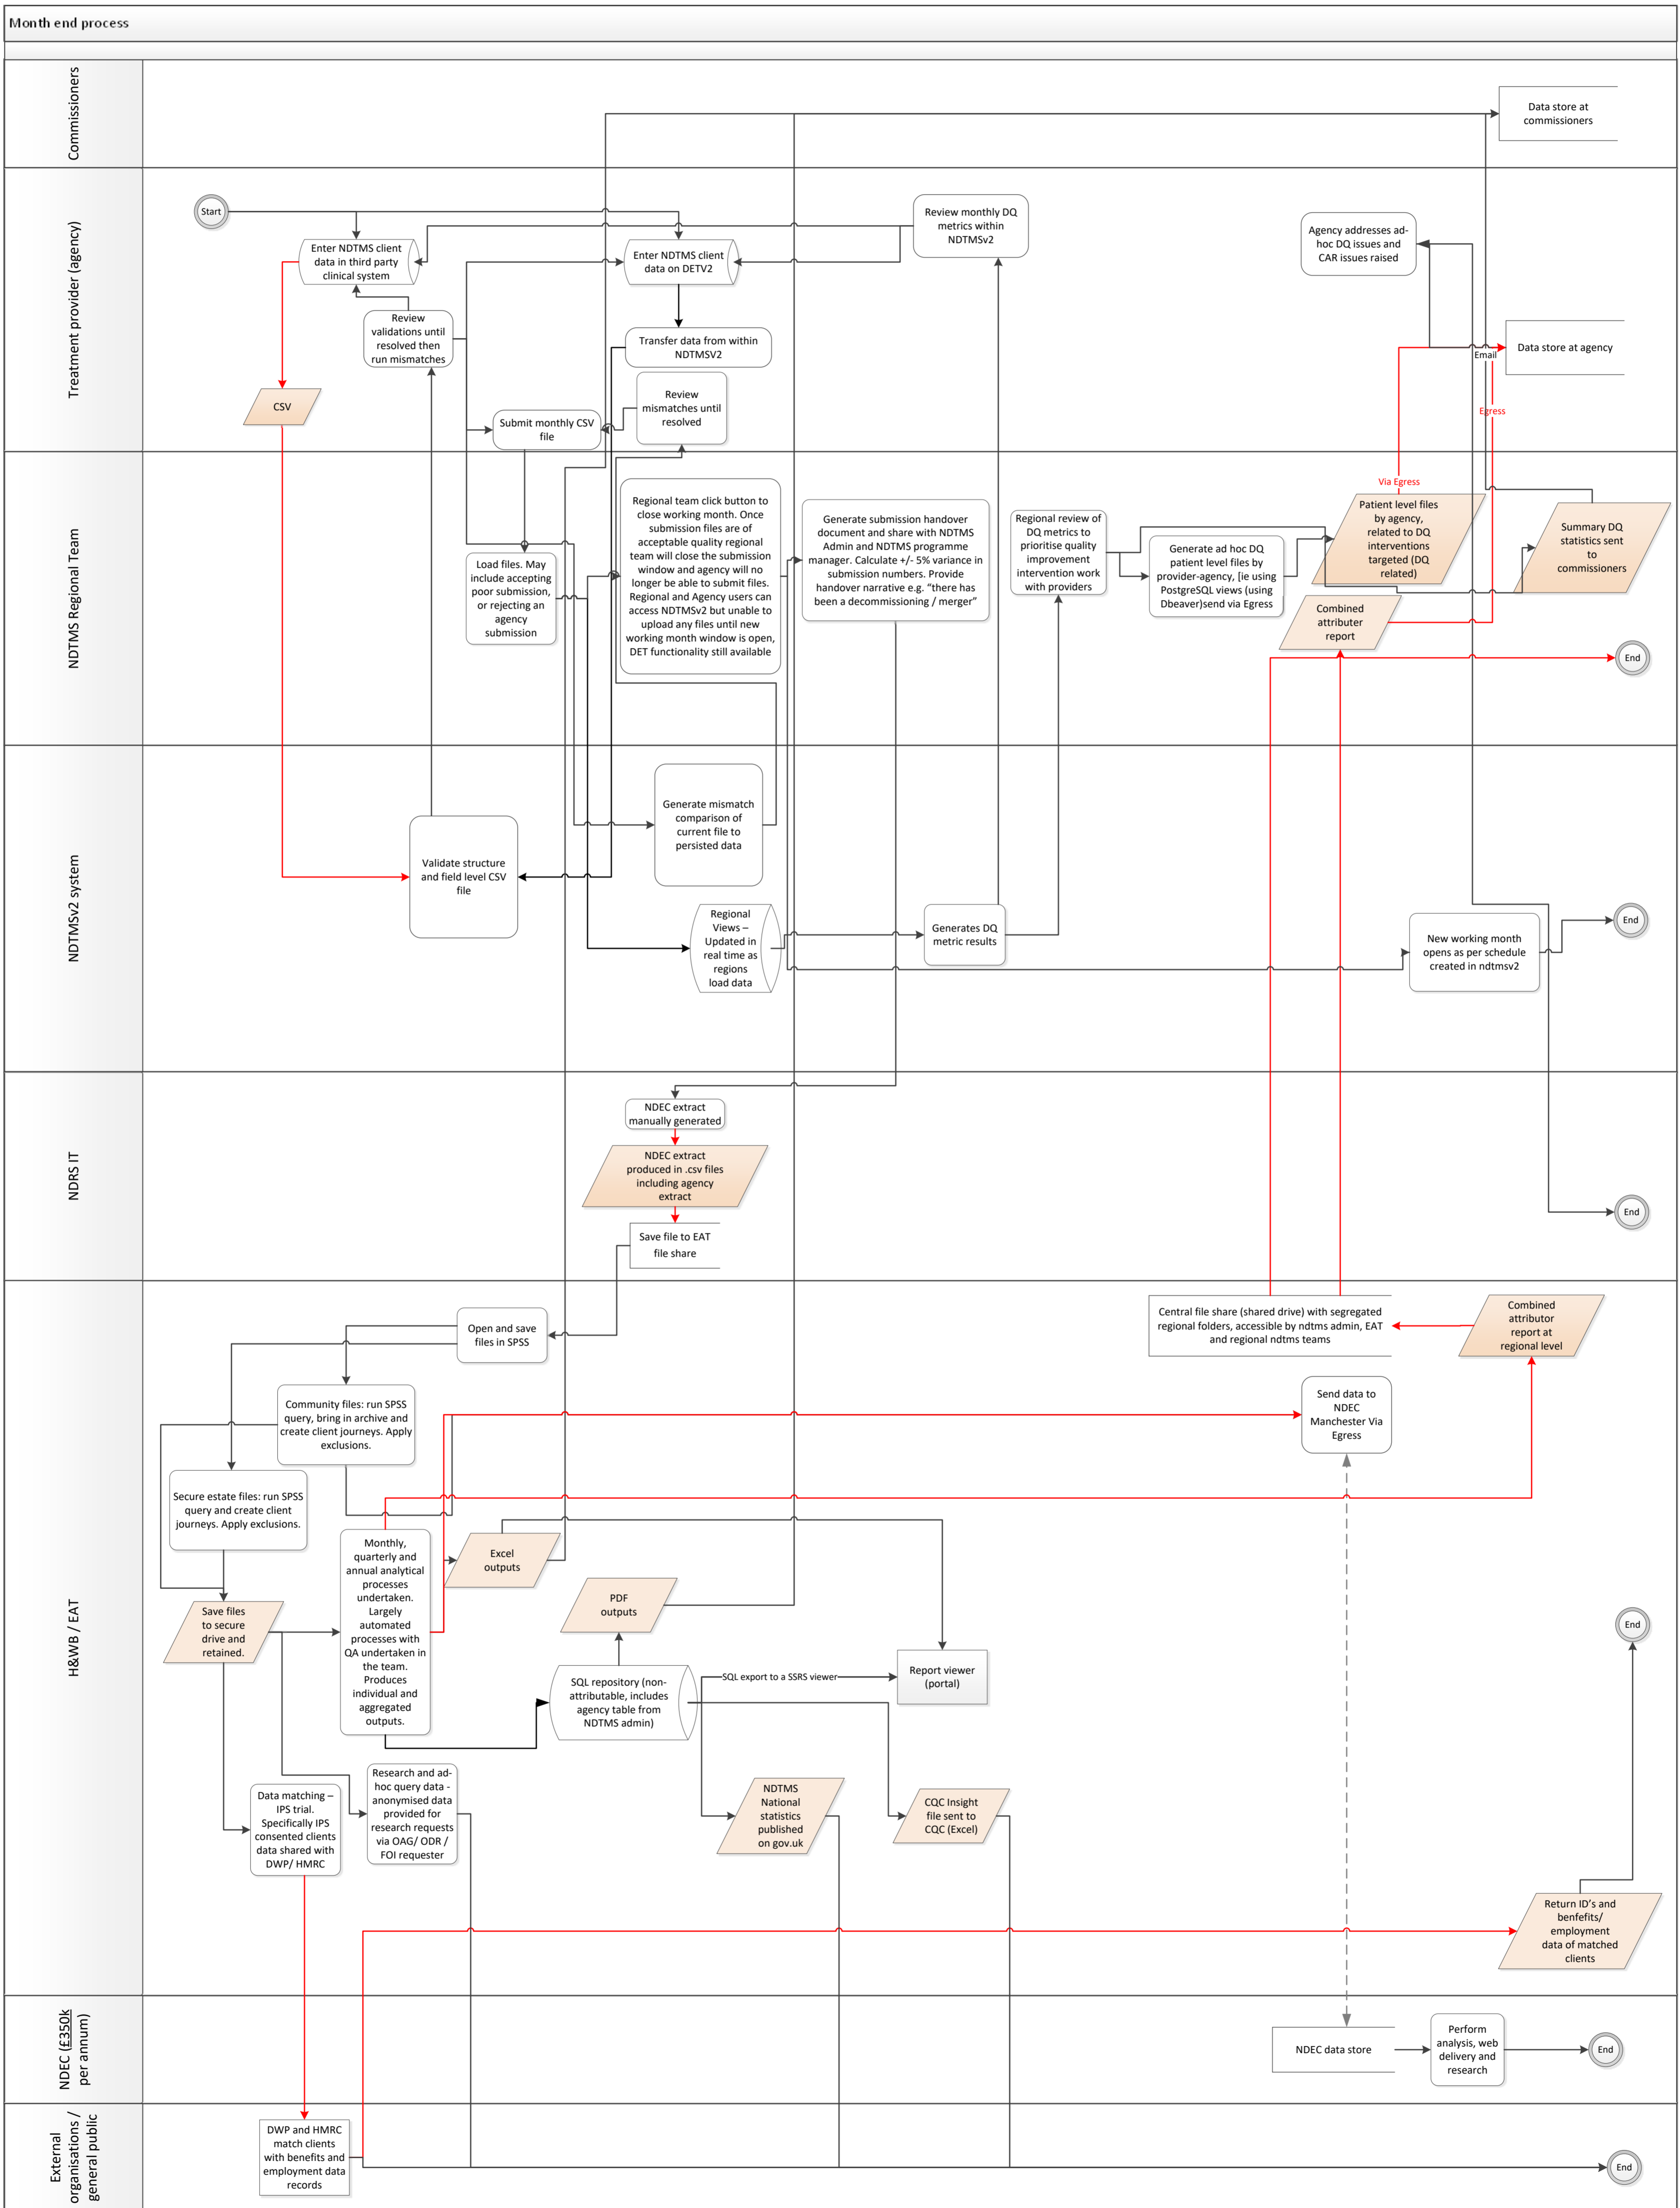 Month end process
Commissioners
Data store at
commissioners
Treatment provider (agency)
Start
Enter NDTMS client
data in third party
clinical system
Enter NDTMS client
data on DETV2
Review monthly DQ
metrics within
NDTMSv2
Agency addresses ad-
hoc DQ issues and
CAR issues raised
Review
validations until
resolved then
run mismatches
Transfer data from within
NDTMSV2
Email
Data store at agency
CSV
Review
mismatches until
resolved
Submit monthly CSV
file
Egress
NDTMS Regional Team
Via Egress
Load files. May
include accepting
poor submission,
or rejecting an
agency
submission
Regional team click button to
close working month. Once
submission files are of
acceptable quality regional
team will close the submission
window and agency will no
longer be able to submit files.
Regional and Agency users can
access NDTMSv2 but unable to
upload any files until new
working month window is open,
DET functionality still available
Generate submission handover
document and share with NDTMS
Admin and NDTMS programme
manager. Calculate +/- 5% variance in
submission numbers. Provide
handover narrative e.g. “there has
been a decommissioning / merger”
Regional review of
DQ metrics to
prioritise quality
improvement
intervention work
with providers
Generate ad hoc DQ
patient level files by
provider-agency, [ie using
PostgreSQL views (using
Dbeaver)send via Egress
Patient level files
by agency,
related to DQ
interventions
targeted (DQ
related)
Summary DQ
statistics sent
to
commissioners
Combined
attributer
report
End
NDTMSv2 system
Generate mismatch
comparison of
current file to
persisted data
Validate structure
and field level CSV
file
Regional
Views –
Updated in
real time as
regions
load data
Generates DQ
metric results
New working month
opens as per schedule
created in ndtmsv2
End
NDRS IT
NDEC extract
manually generated
NDEC extract
produced in .csv files
including agency
extract
Save file to EAT
file share
End
H&WB / EAT
Open and save
files in SPSS
Central file share (shared drive) with segregated
regional folders, accessible by ndtms admin, EAT
and regional ndtms teams
Combined
attributor
report at
regional level
Community files: run SPSS
query, bring in archive and
create client journeys. Apply
exclusions.
Send data to
NDEC
Manchester Via
Egress
Secure estate files: run SPSS
query and create client
journeys. Apply exclusions.
Monthly,
quarterly and
annual analytical
processes
undertaken.
Largely
automated
processes with
QA undertaken in
the team.
Produces
individual and
aggregated
outputs.
Excel
outputs
PDF
outputs
Save files
to secure
drive and
retained.
End
SQL repository (non-
attributable, includes
agency table from
NDTMS admin)
SQL export to a SSRS viewer
Report viewer
(portal)
Data matching –
IPS trial.
Specifically IPS
consented clients
data shared with
DWP/ HMRC
Research and ad-
hoc query data -
anonymised data
provided for
research requests
via OAG/ ODR /
FOI requester
NDTMS
National
statistics
published
on gov.uk
CQC Insight
file sent to
CQC (Excel)
Return ID’s and
benfefits/
employment
data of matched
clients
NDEC (£350k
per annum)
NDEC data store
Perform
analysis, web
delivery and
research
End
External
organisations /
general public
DWP and HMRC
match clients
with benefits and
employment data
records
End